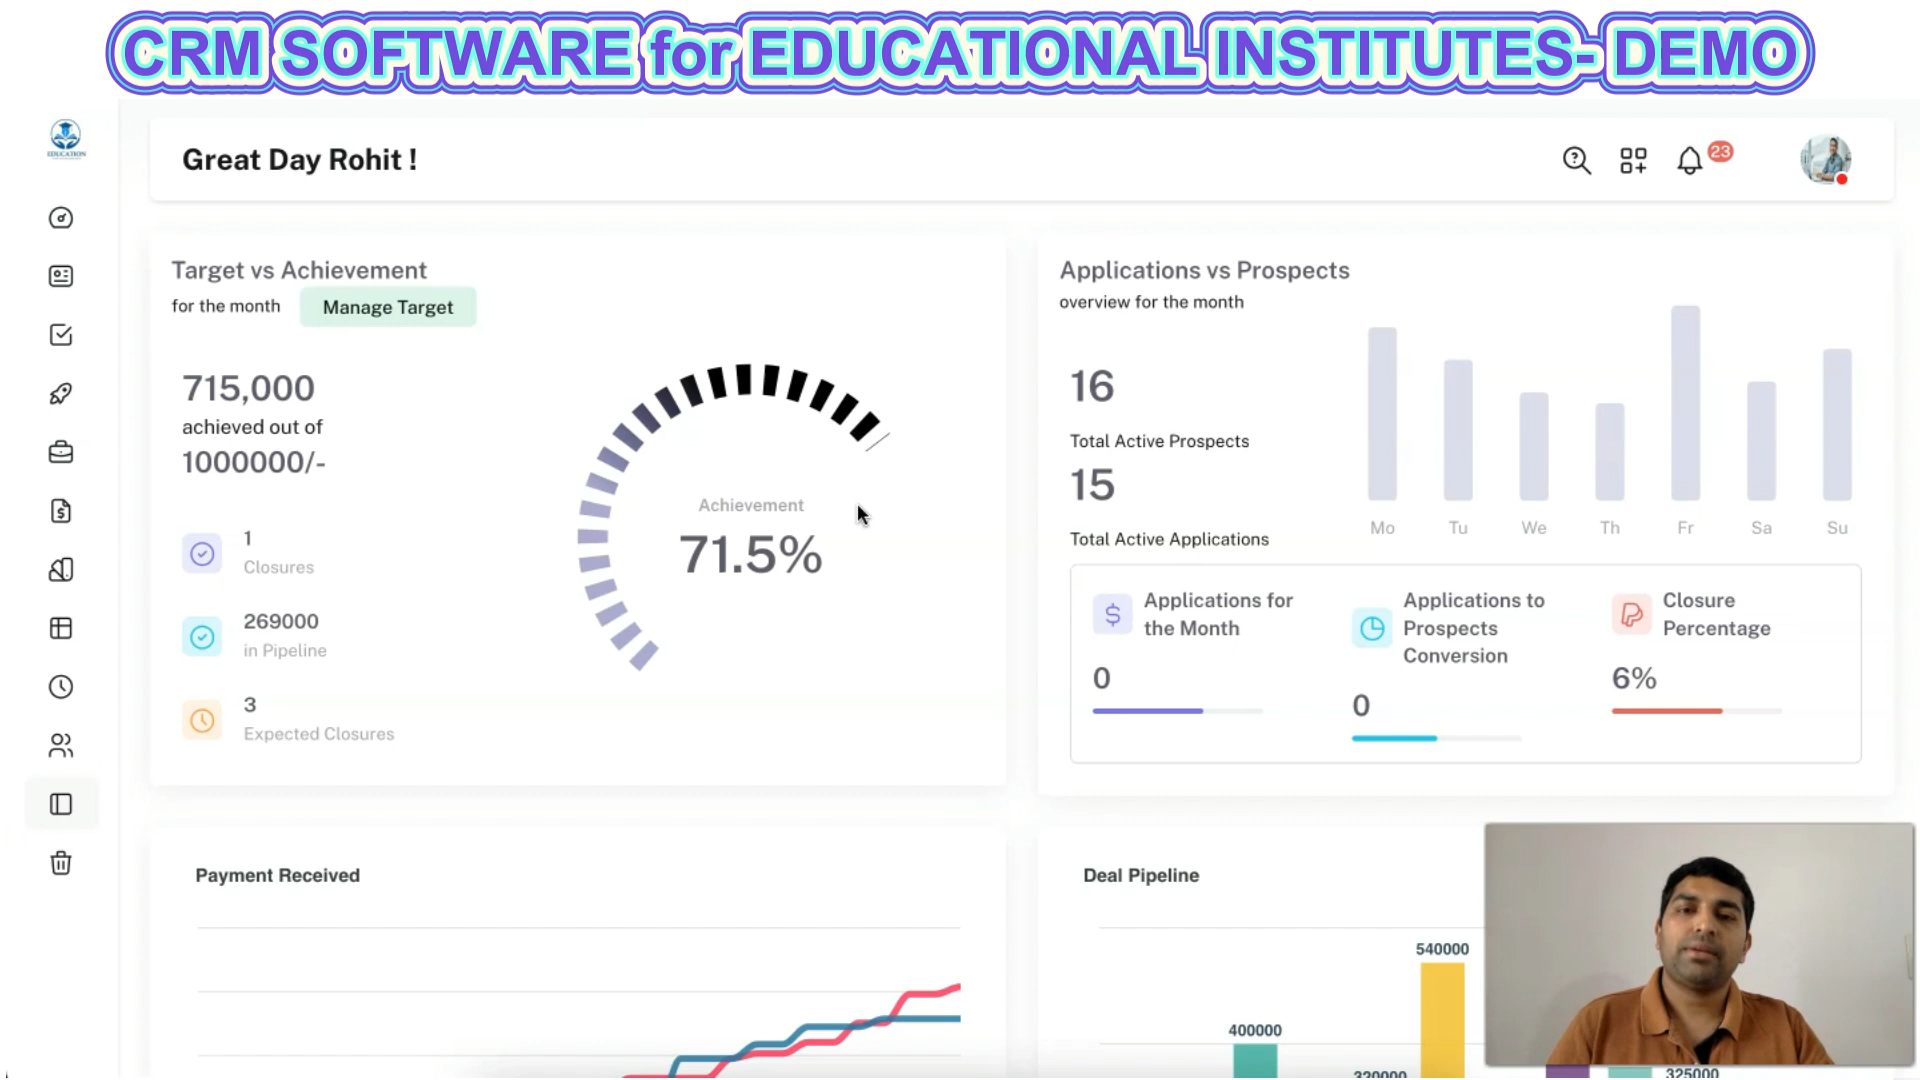 CRM SOFTWARE for EDUCATIONAL INSTITUTES- DEMO
EDUCATION
Great Day Rohit !
23
Target vs Achievement
for the month
Manage Target
715,000
achieved out of
1000000/-
1
Closures
269000
in Pipeline
3
Expected Closures
Achievement
71.5%
Applications vs Prospects
overview for the month
16
Total Active Prospects
15
Total Active Applications
Mo Tu We Th Fr Sa Su
Applications for
the Month
0
Applications to
Prospects
Conversion
0
Closure
Percentage
6%
Payment Received
Deal Pipeline
540000
400000
320000
325000